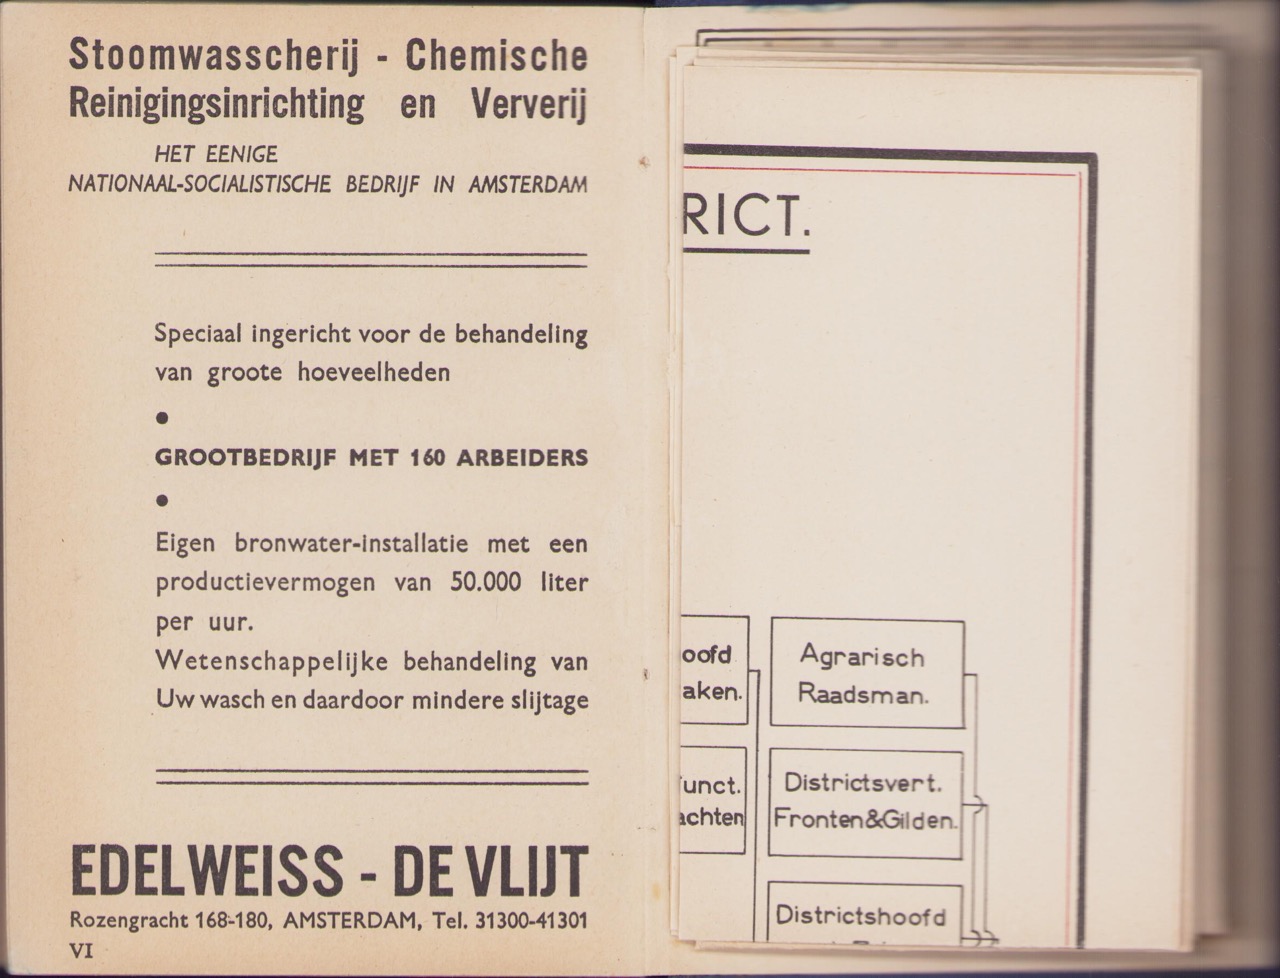 Stoomwasscherij - Chemische
Reinigingsinrichting en Ververij
HET EENIGE
NATIONAAL-SOCIALISTISCHE BEDRIJF IN AMSTERDAM
Speciaal ingericht voor de behandeling
van groote hoeveelheden
●
GROOTBEDRIJF MET 160 ARBEIDERS
●
Eigen bronwater-installatie met een
productievermogen van 50.000 liter
per uur.
Wetenschappelijke behandeling van
Uw wasch en daardoor mindere slijtage
EDELWEISS - DE VLIJT
Rozengracht 168-180, AMSTERDAM, Tel. 31300-41301
VI
RICT.
oofd
aken.
Agrarisch
Raadsman.
unct.
achten
Districtsvert.
Fronten&Gilden.
Districtshoofd